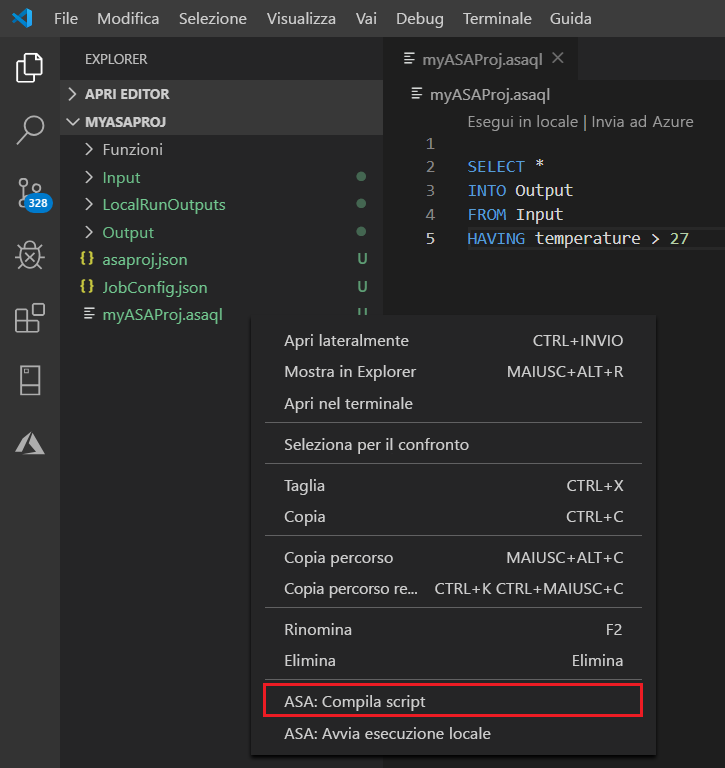 File Modifica Selezione Visualizza Vai Debug Terminale Guida
EXPLORER
APRI EDITOR
MYASAPROJ
Funzioni
Input
LocalRunOutputs
Output
{} asaproj.json U
{} JobConfig.json U
myASAProj.asaql U
328
myASAProj.asaql
myASAProj.asaql
Esegui in locale | Invia ad Azure
1
2 SELECT *
3 INTO Output
4 FROM Input
5 HAVING temperature > 27
Apri lateralmente CTRL+INVIO
Mostra in Explorer MAIUSC+ALT+R
Apri nel terminale
Seleziona per il confronto
Taglia CTRL+X
Copia CTRL+C
Copia percorso MAIUSC+ALT+C
Copia percorso re... CTRL+K CTRL+MAIUSC+C
Rinomina F2
Elimina Elimina
ASA: Compila script
ASA: Avvia esecuzione locale